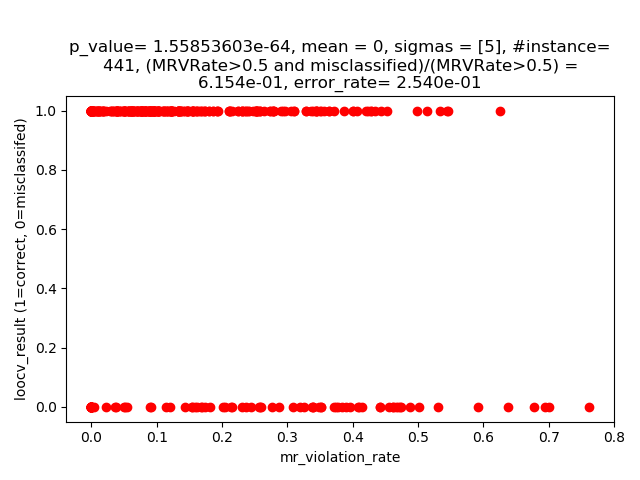 p_value= 1.55853603e-64, mean = 0, sigmas = [5], #instance=
441, (MRVRate>0.5 and misclassified)/(MRVRate>0.5) =
6.154e-01, error_rate= 2.540e-01
1.0
0.8
0.6
0.4
0.2
0.0
loocv_result (1=correct, 0=misclassifed)
0.0 0.1 0.2 0.3 0.4 0.5 0.6 0.7 0.8
mr_violation_rate